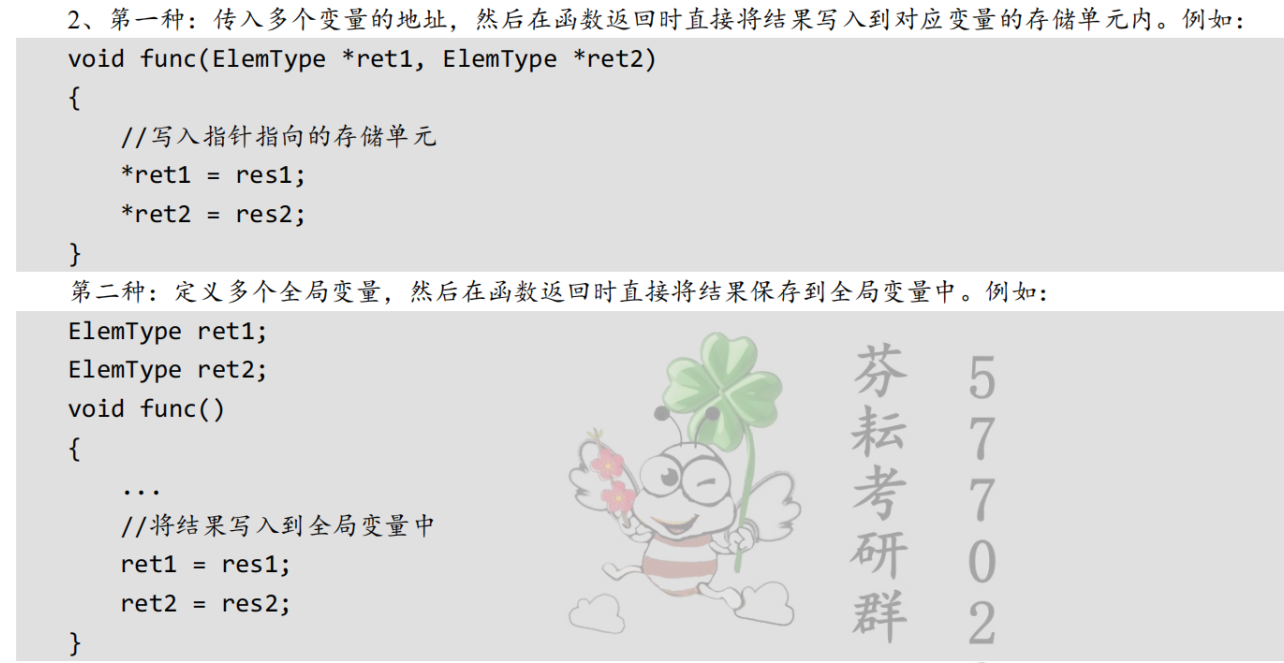 2、第一种：传入多个变量的地址，然后在函数返回时直接将结果写入到对应变量的存储单元内。例如：
void func(ElemType *ret1, ElemType *ret2)
{
//写入指针指向的存储单元
*ret1 = res1;
*ret2 = res2;
}
第二种：定义多个全局变量，然后在函数返回时直接将结果保存到全局变量中。例如：
ElemType ret1;
ElemType ret2;
void func()
{
...
//将结果写入到全局变量中
ret1 = res1;
ret2 = res2;
}
芬耘考研群
57702